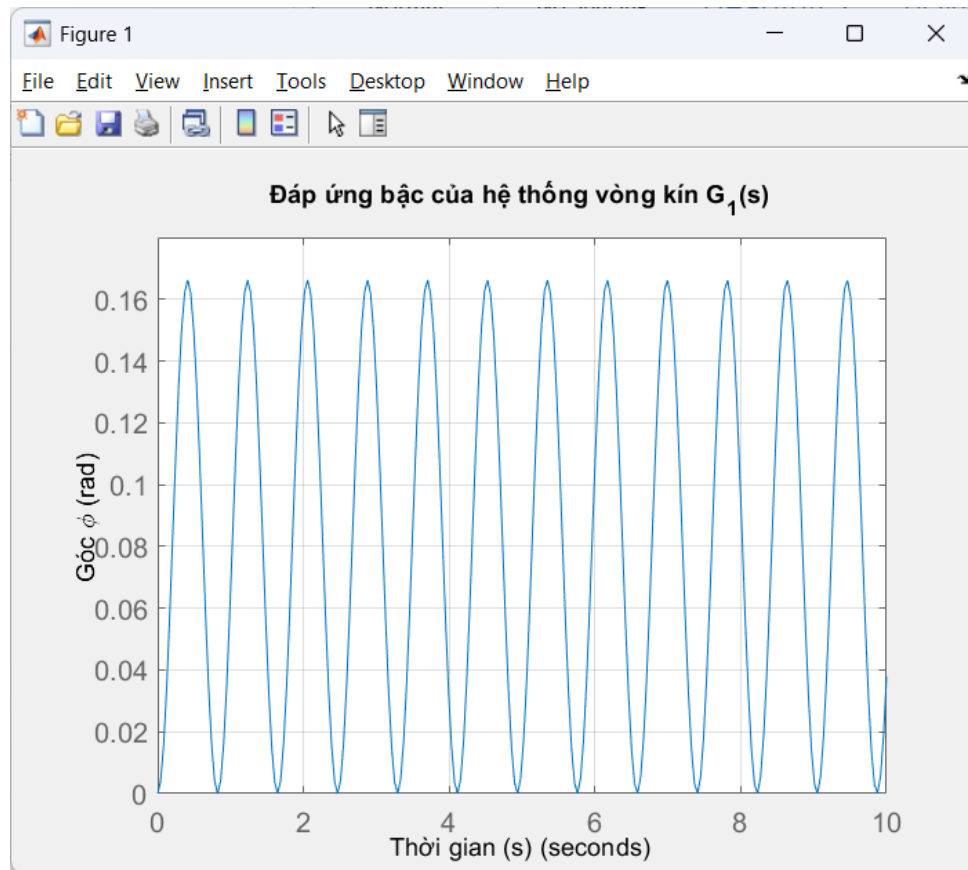 Figure 1
File Edit View Insert Tools Desktop Window Help
Đáp ứng bậc của hệ thống vòng kín G1(s)
Góc ϕ (rad)
0.16
0.14
0.12
0.1
0.08
0.06
0.04
0.02
0
0 2 4 6 8 10
Thời gian (s) (seconds)